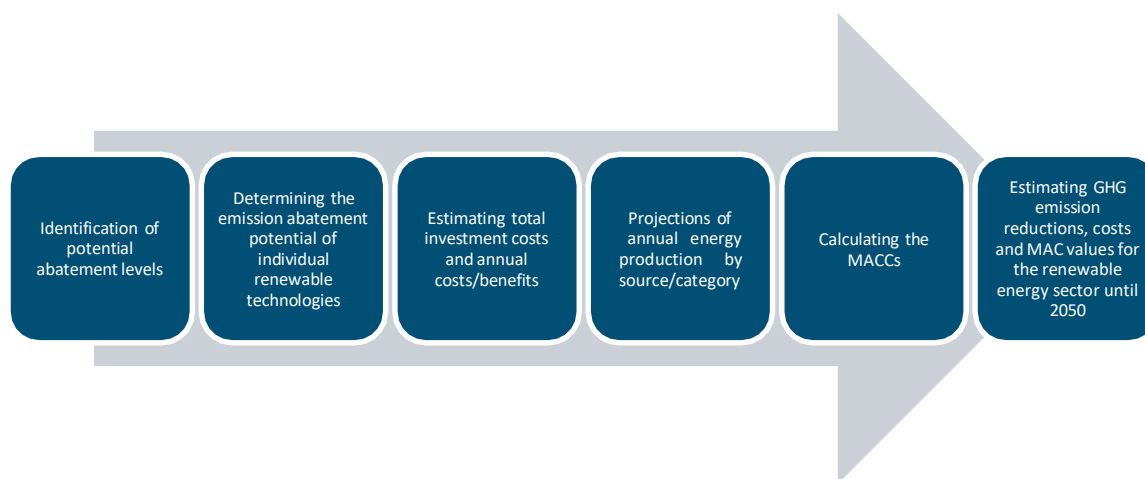 Identification of
potential
abatement levels
Determining the
emission abatement
potential of
individual
renewable
technologies
Estimating total
investment costs
and annual
costs/benefits
Projections of
annual energy
production by
source/category
Calculating the
MACCs
Estimating GHG
emission
reductions, costs
and MAC values for
the renewable
energy sector until
2050